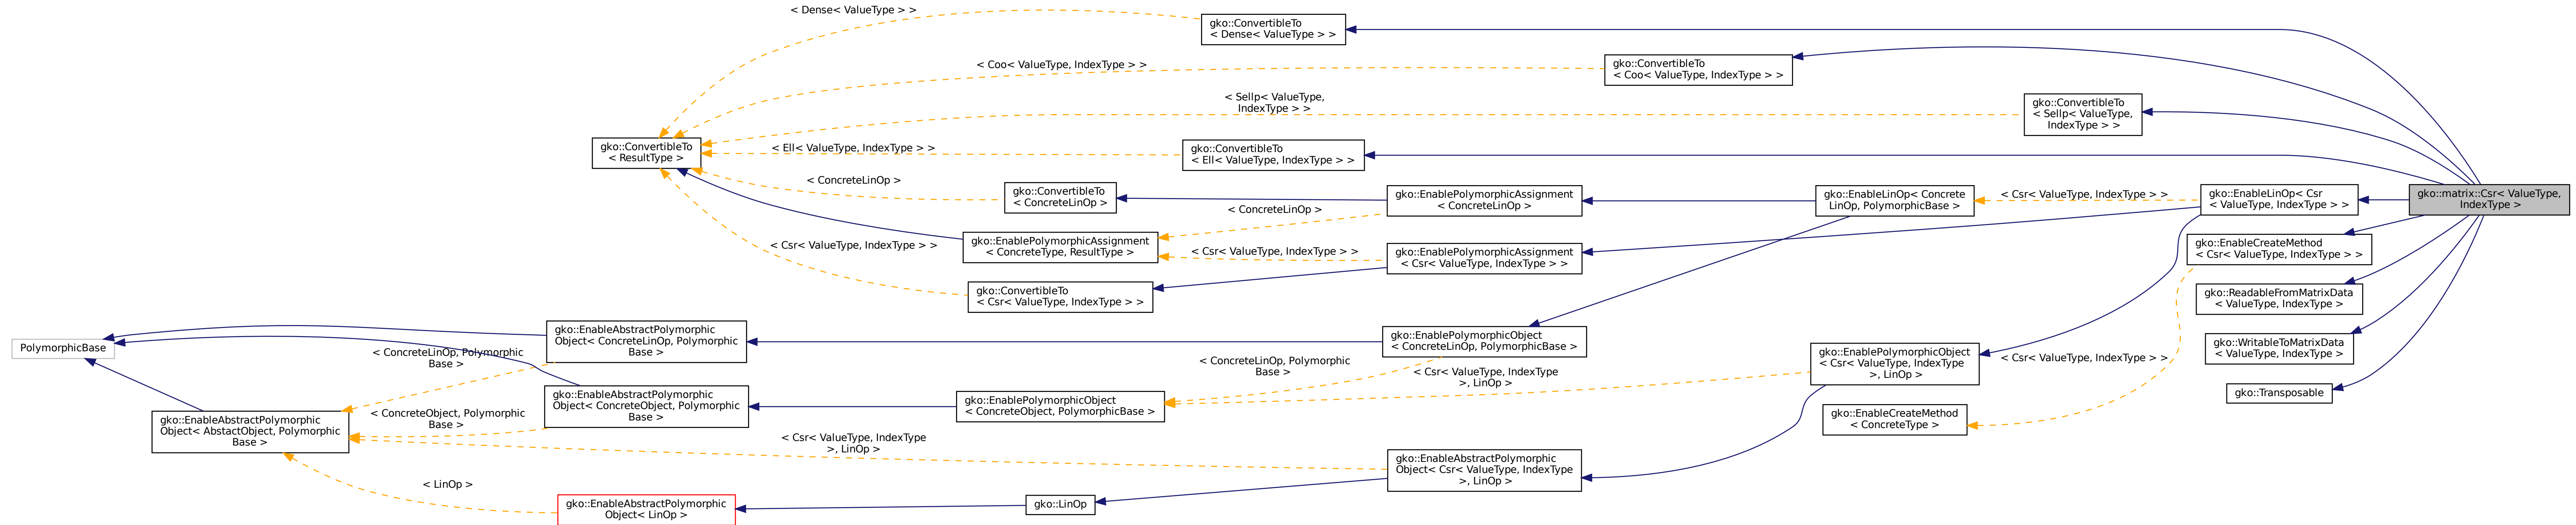 < Dense< ValueType > >
gko::ConvertibleTo
< Dense< ValueType > >
< Coo< ValueType, IndexType > >
gko::ConvertibleTo
< Coo< ValueType, IndexType > >
< Sellp< ValueType,
IndexType > >
gko::ConvertibleTo
< Sellp< ValueType,
IndexType > >
gko::ConvertibleTo
< ResultType >
< Ell< ValueType, IndexType > >
gko::ConvertibleTo
< Ell< ValueType, IndexType > >
< ConcreteLinOp >
gko::ConvertibleTo
< ConcreteLinOp >
gko::EnablePolymorphicAssignment
< ConcreteLinOp >
gko::EnableLinOp< Concrete
LinOp, PolymorphicBase >
< Csr< ValueType, IndexType > >
gko::EnableLinOp< Csr
< ValueType, IndexType > >
gko::matrix::Csr< ValueType,
IndexType >
< ConcreteLinOp >
< Csr< ValueType, IndexType > >
gko::EnablePolymorphicAssignment
< ConcreteType, ResultType >
< Csr< ValueType, IndexType > >
gko::EnablePolymorphicAssignment
< Csr< ValueType, IndexType > >
gko::EnableCreateMethod
< Csr< ValueType, IndexType > >
gko::ConvertibleTo
< Csr< ValueType, IndexType > >
gko::ReadableFromMatrixData
< ValueType, IndexType >
PolymorphicBase
gko::EnableAbstractPolymorphic
Object< ConcreteLinOp, Polymorphic
Base >
gko::EnablePolymorphicObject
< ConcreteLinOp, PolymorphicBase >
gko::WritableToMatrixData
< ValueType, IndexType >
< ConcreteLinOp, Polymorphic
Base >
< ConcreteLinOp, Polymorphic
Base >
< Csr< ValueType, IndexType
>, LinOp >
gko::EnablePolymorphicObject
< Csr< ValueType, IndexType
>, LinOp >
< Csr< ValueType, IndexType > >
gko::Transposable
gko::EnableAbstractPolymorphic
Object< ConcreteObject, Polymorphic
Base >
gko::EnablePolymorphicObject
< ConcreteObject, PolymorphicBase >
gko::EnableAbstractPolymorphic
Object< AbstactObject, Polymorphic
Base >
< ConcreteObject, Polymorphic
Base >
gko::EnableCreateMethod
< ConcreteType >
< Csr< ValueType, IndexType
>, LinOp >
gko::EnableAbstractPolymorphic
Object< Csr< ValueType, IndexType
>, LinOp >
< LinOp >
gko::EnableAbstractPolymorphic
Object< LinOp >
gko::LinOp